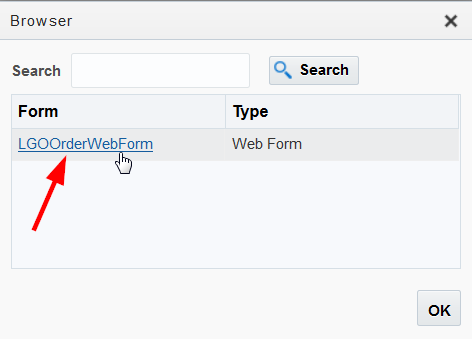 Browser
Search Search
Form Type
LGOOrderWebForm Web Form
OK